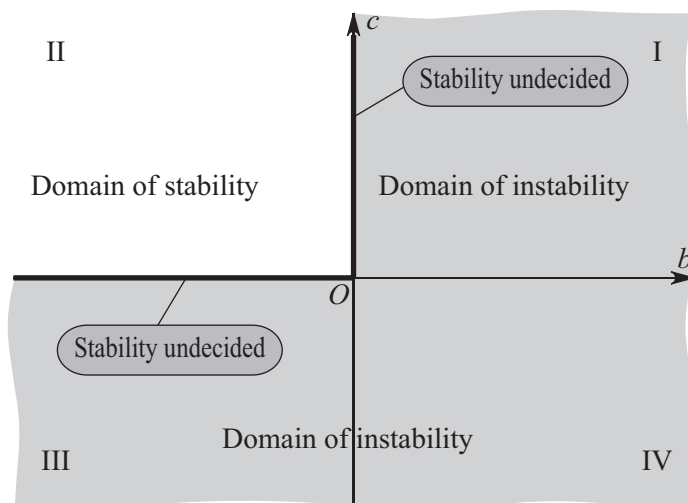 c
II
I
Stability undecided
Domain of stability
Domain of instability
b
O
Stability undecided
Domain of instability
III
IV